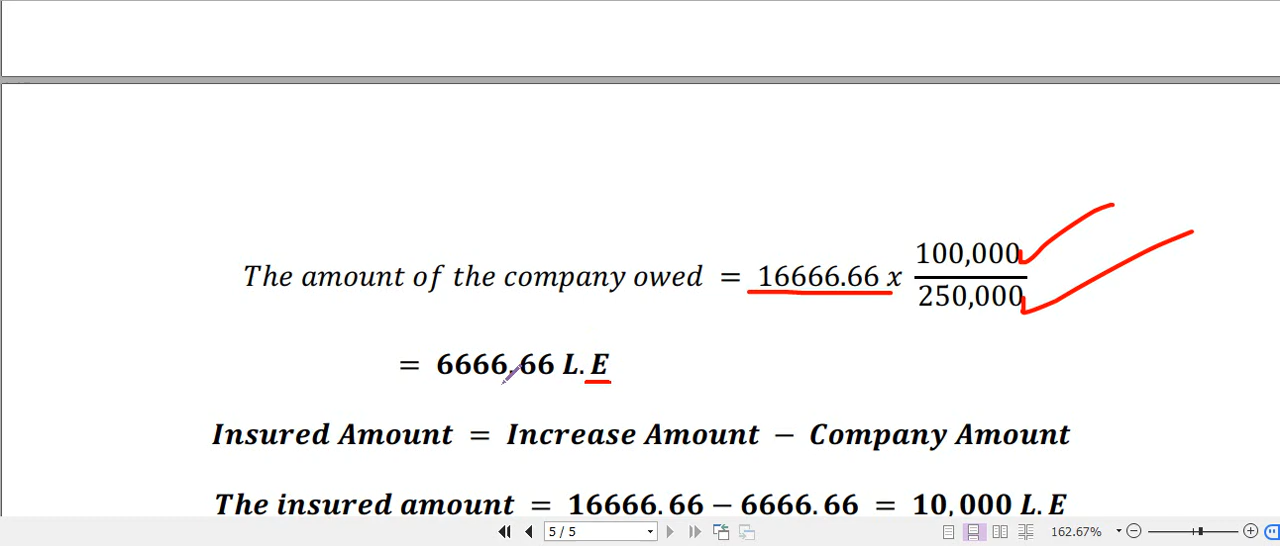 The amount of the company owed = 16666.66 x 100,000 / 250,000
= 6666.66 L.E
Insured Amount = Increase Amount − Company Amount
The insured amount = 16666.66 − 6666.66 = 10,000 L.E
5 / 5
162.67%